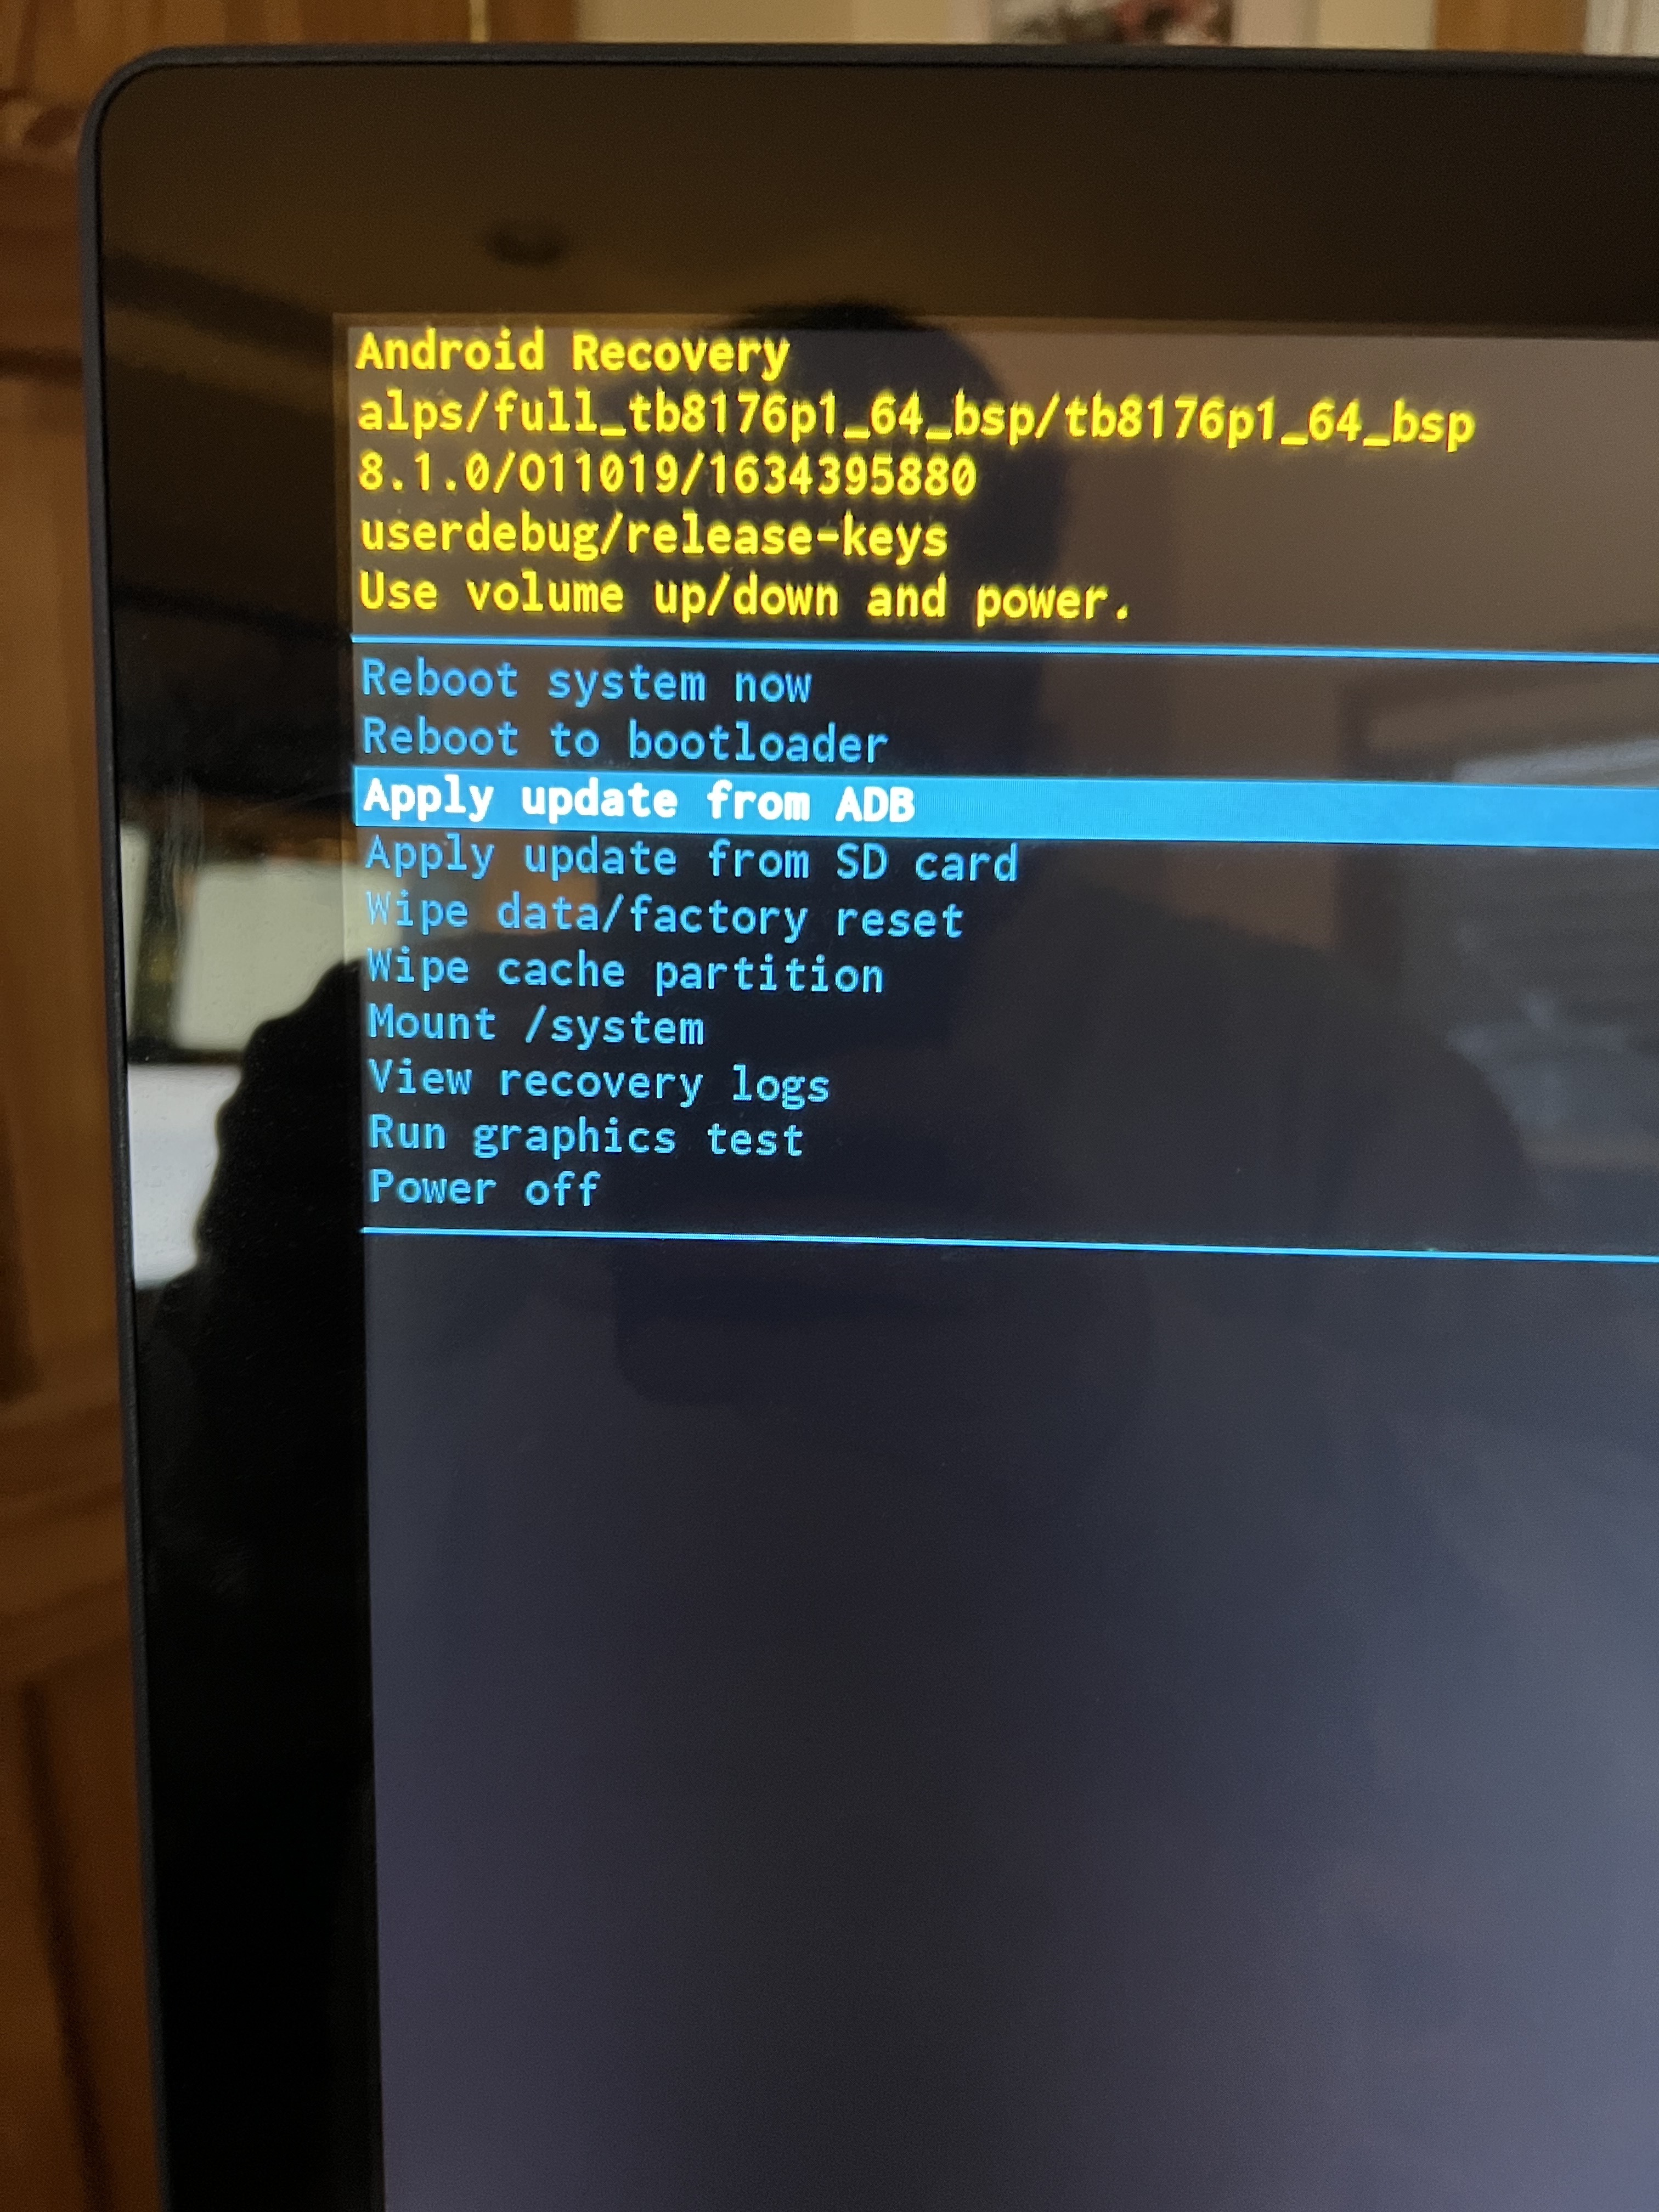 Android Recovery
alps/full_tb8176p1_64_bsp/tb8176p1_64_bsp
8.1.0/O11019/1634395880
userdebug/release-keys
Use volume up/down and power.
Reboot system now
Reboot to bootloader
Apply update from ADB
Apply update from SD card
Wipe data/factory reset
Wipe cache partition
Mount /system
View recovery logs
Run graphics test
Power off